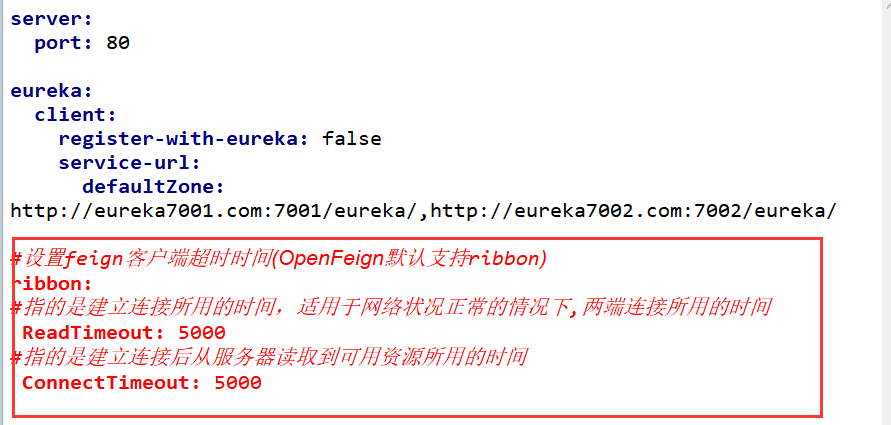 server:
  port: 80
eureka:
  client:
    register-with-eureka: false
    service-url:
      defaultZone:
http://eureka7001.com:7001/eureka/,http://eureka7002.com:7002/eureka/
#设置feign客户端超时时间(OpenFeign默认支持ribbon)
ribbon:
#指的是建立连接所用的时间，适用于网络状况正常的情况下,两端连接所用的时间
 ReadTimeout: 5000
#指的是建立连接后从服务器读取到可用资源所用的时间
 ConnectTimeout: 5000